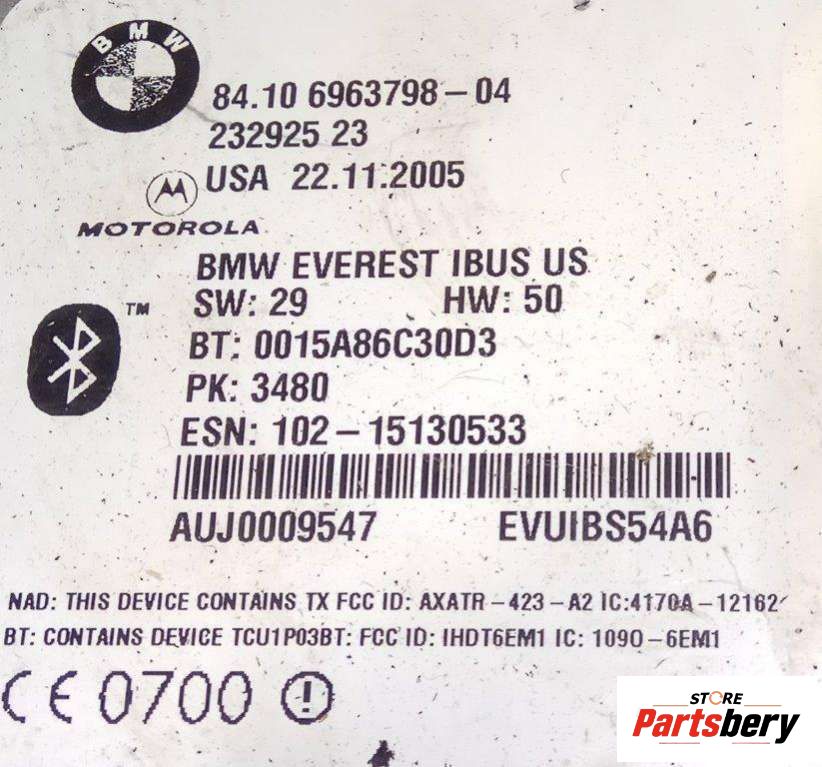 BMW
84.10 6963798-04
232925 23
USA 22.11.2005
MOTOROLA
BMW EVEREST IBUS US
SW: 29 HW: 50
TM
BT: 0015A86C30D3
PK: 3480
ESN: 102-15130533
AUJ0009547 EVUIBS54A6
NAD: THIS DEVICE CONTAINS TX FCC ID: AXATR-423-A2 IC:4170A-12162
BT: CONTAINS DEVICE TCU1P03BT: FCC ID: IHDT6EM1 IC: 1090-6EM1
CE 0700
STORE
Partsbery